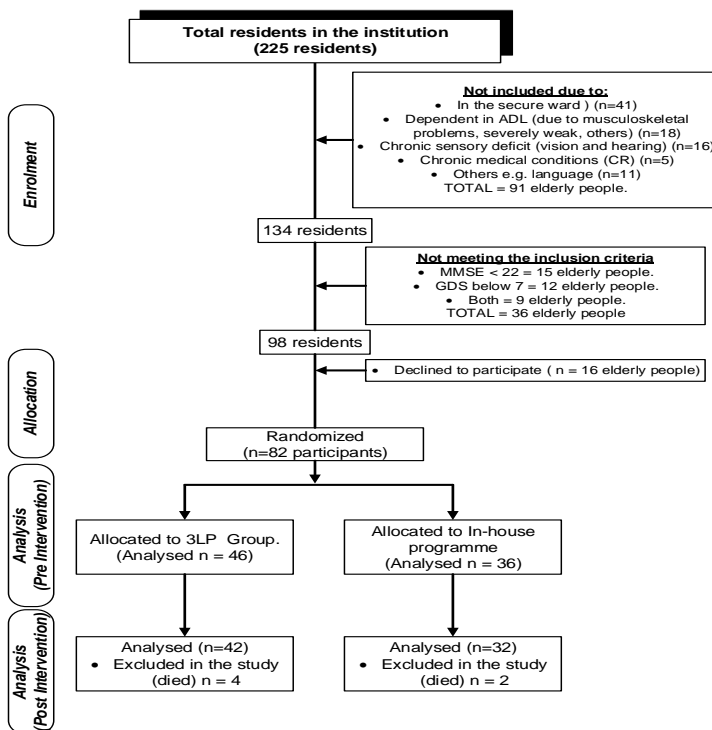 Total residents in the institution
(225 residents)
Not included due to:
• In the secure ward ) (n=41)
• Dependent in ADL (due to musculoskeletal
problems, severely weak, others) (n=18)
• Chronic sensory deficit (vision and hearing) (n=16)
• Chronic medical conditions (CR) (n=5)
• Others e.g. language (n=11)
TOTAL = 91 elderly people.
Enrolment
134 residents
Not meeting the inclusion criteria
• MMSE < 22 = 15 elderly people.
• GDS below 7 = 12 elderly people.
• Both = 9 elderly people.
TOTAL = 36 elderly people
98 residents
• Declined to participate ( n = 16 elderly people)
Allocation
Randomized
(n=82 participants)
Analysis
(Pre Intervention)
Allocated to 3LP Group.
(Analysed n = 46)
Allocated to In-house
programme
(Analysed n = 36)
Analysis
(Post Intervention)
Analysed (n=42)
• Excluded in the study
(died) n = 4
Analysed (n=32)
• Excluded in the study
(died) n = 2